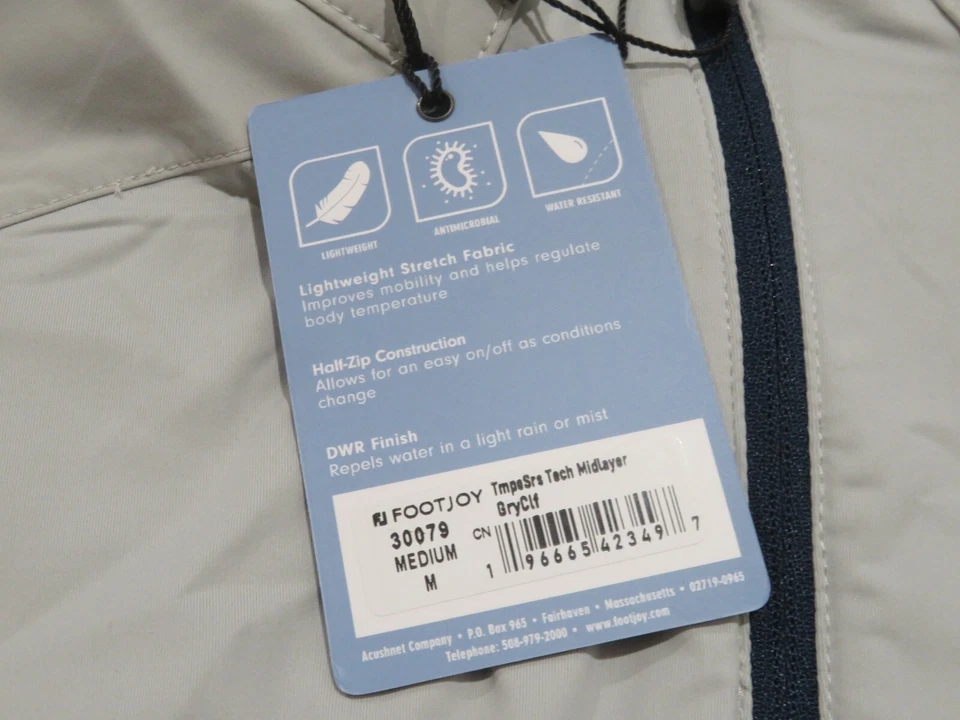 LIGHTWEIGHT ANTIMICROBIAL WATER RESISTANT
Lightweight Stretch Fabric
Improves mobility and helps regulate
body temperature
Half-Zip Construction
Allows for an easy on/off as conditions
change
DWR Finish
Repels water in a light rain or mist
FJ FOOTJOY TmpeSrs Tech MidLayer
30079 GryClf
MEDIUM CN
M 1 96665 42349 7
Acushnet Company • P.O. Box 965 • Fairhaven • Massachusetts • 02719-0965
Telephone: 508-979-2000 • www.footjoy.com